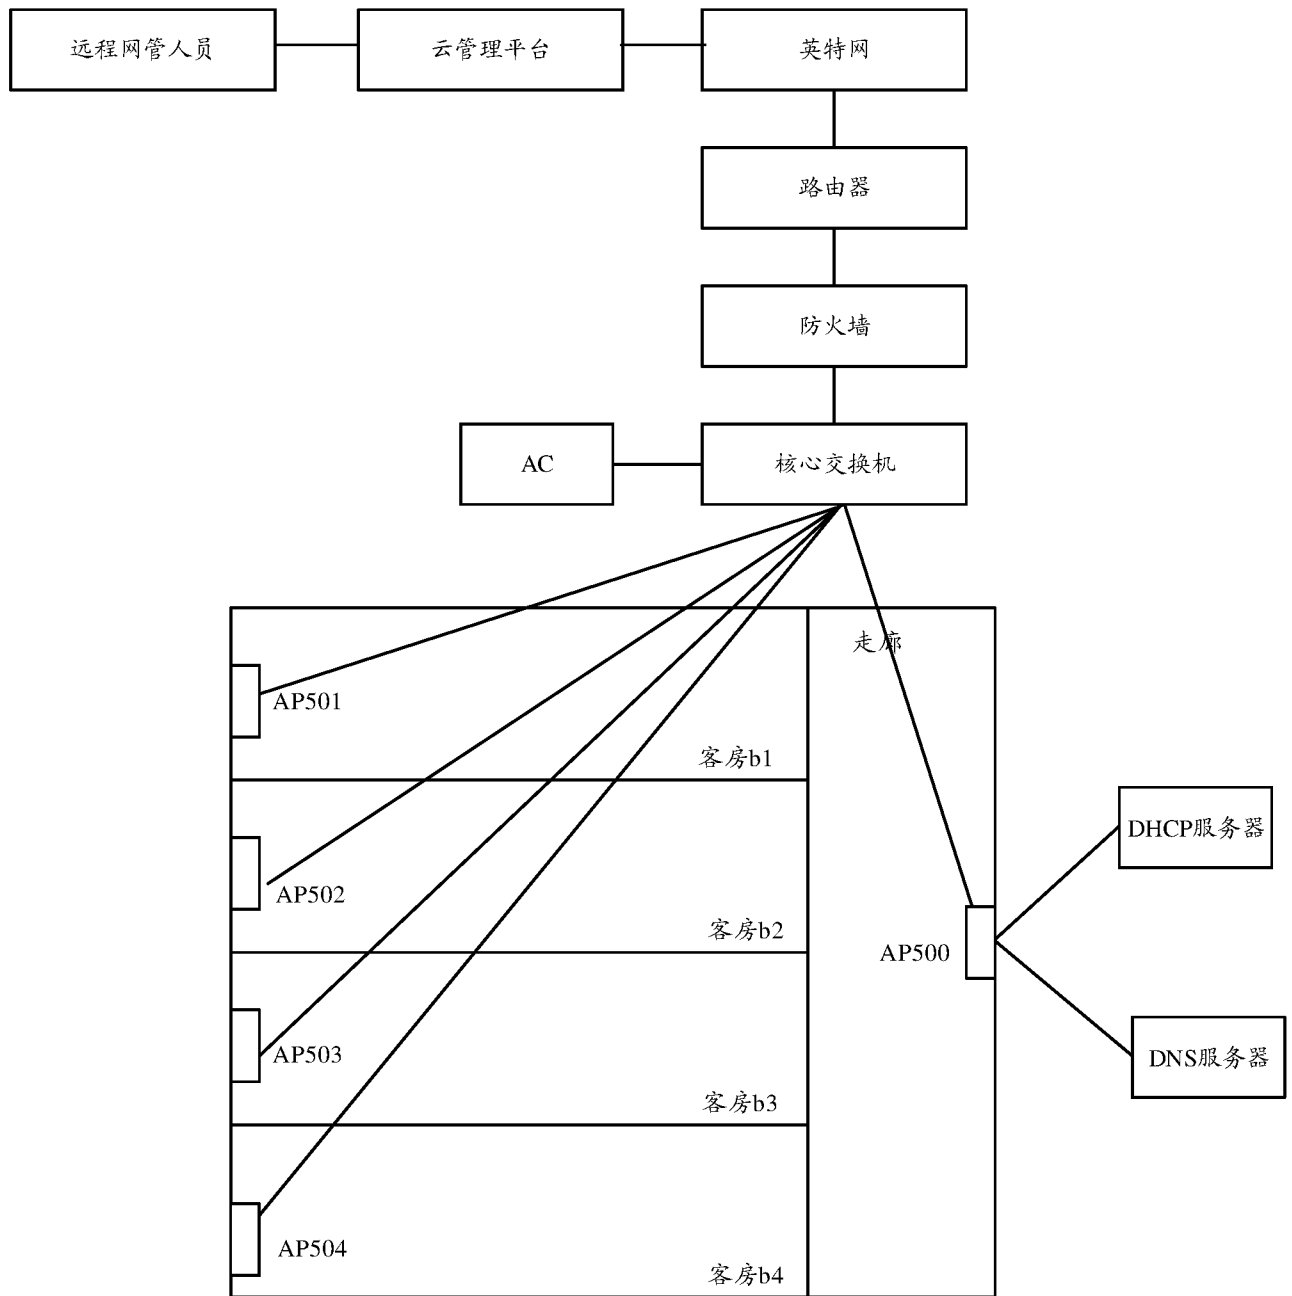 远程网管人员
云管理平台
英特网
路由器
防火墙
AC
核心交换机
走廊
AP501
客房b1
DHCP服务器
AP502
客房b2
AP500
AP503
DNS服务器
客房b3
AP504
客房b4